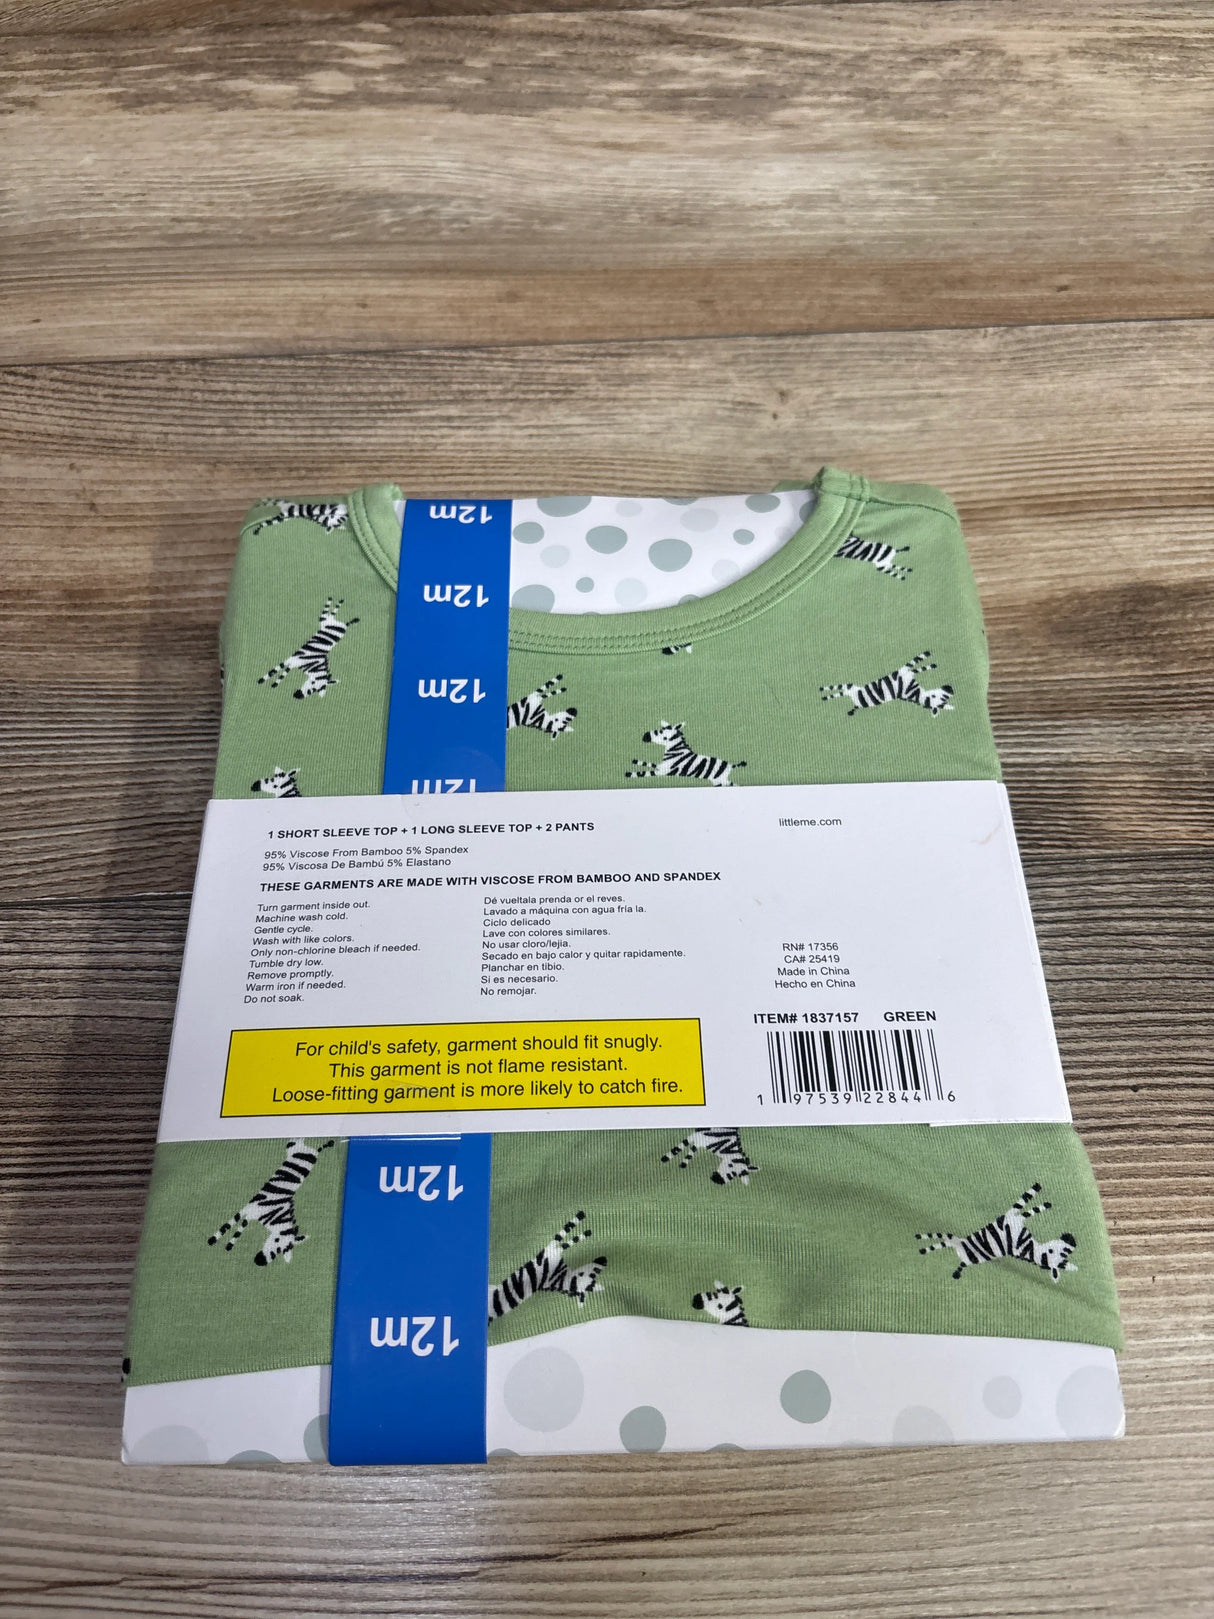 12m
12m
12m
12m
1 SHORT SLEEVE TOP + 1 LONG SLEEVE TOP + 2 PANTS
littleme.com
95% Viscose From Bamboo 5% Spandex
95% Viscosa De Bambú 5% Elastano
THESE GARMENTS ARE MADE WITH VISCOSE FROM BAMBOO AND SPANDEX
Turn garment inside out.
Machine wash cold.
Gentle cycle.
Wash with like colors.
Only non-chlorine bleach if needed.
Tumble dry low.
Remove promptly.
Warm iron if needed.
Do not soak.
Dé vueltala prenda or el reves.
Lavado a máquina con agua fría la.
Ciclo delicado
Lave con colores similares.
No usar cloro/lejia.
Secado en bajo calor y quitar rapidamente.
Planchar en tibio.
Si es necesario.
No remojar.
RN# 17356
CA# 25419
Made in China
Hecho en China
ITEM# 1837157 GREEN
1 97539 22844 6
For child's safety, garment should fit snugly.
This garment is not flame resistant.
Loose-fitting garment is more likely to catch fire.
12m
12m